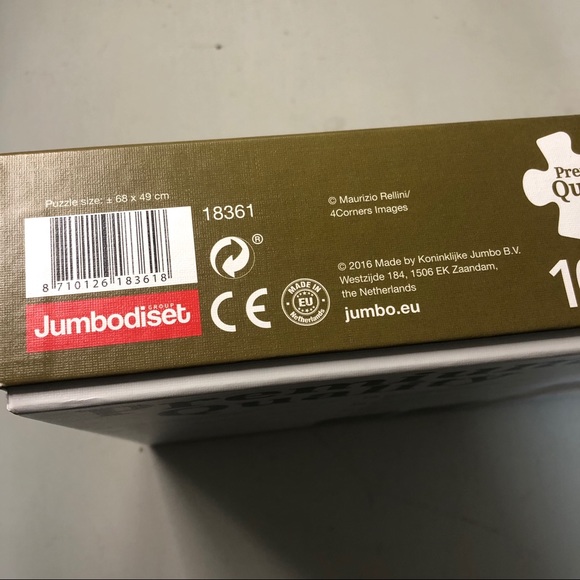 Puzzle size: ± 68 x 49 cm
8 710126 183618
GROUP
Jumbodiset
18361
®
CE
MADE IN
EU
Netherlands
© Maurizio Rellini/
4Corners Images
© 2016 Made by Koninklijke Jumbo B.V.
Westzijde 184, 1506 EK Zaandam,
the Netherlands
jumbo.eu